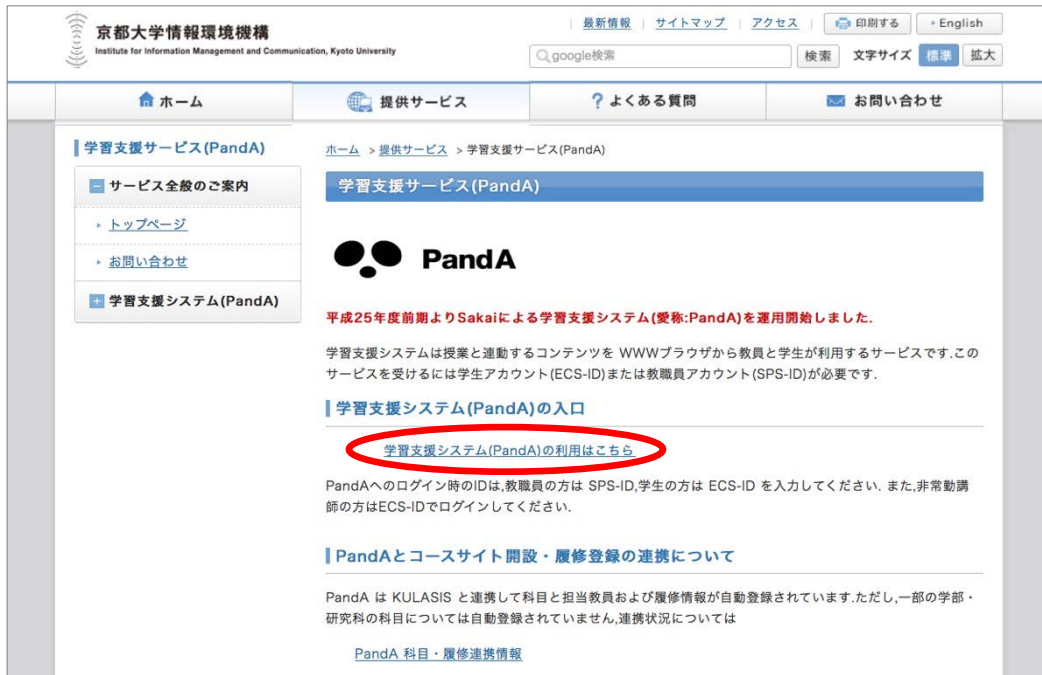 京都大学情報環境機構
Institute for Information Management and Communication, Kyoto University
最新情報 | サイトマップ | アクセス | 印刷する English
google検索 検索 文字サイズ 標準 拡大
ホーム 提供サービス よくある質問 お問い合わせ
学習支援サービス(PandA)
サービス全般のご案内
トップページ
お問い合わせ
学習支援システム(PandA)
ホーム > 提供サービス > 学習支援サービス(PandA)
学習支援サービス(PandA)
PandA
平成25年度前期よりSakaiによる学習支援システム(愛称:PandA)を運用開始しました.
学習支援システムは授業と連動するコンテンツを WWWブラウザから教員と学生が利用するサービスです.この
サービスを受けるには学生アカウント(ECS-ID)または教職員アカウント(SPS-ID)が必要です.
学習支援システム(PandA)の入口
学習支援システム(PandA)の利用はこちら
PandAへのログイン時のIDは,教職員の方は SPS-ID,学生の方は ECS-ID を入力してください. また,非常勤講
師の方はECS-IDでログインしてください.
PandAとコースサイト開設・履修登録の連携について
PandA は KULASIS と連携して科目と担当教員および履修情報が自動登録されています.ただし,一部の学部・
研究科の科目については自動登録されていません,連携状況については
PandA 科目・履修連携情報